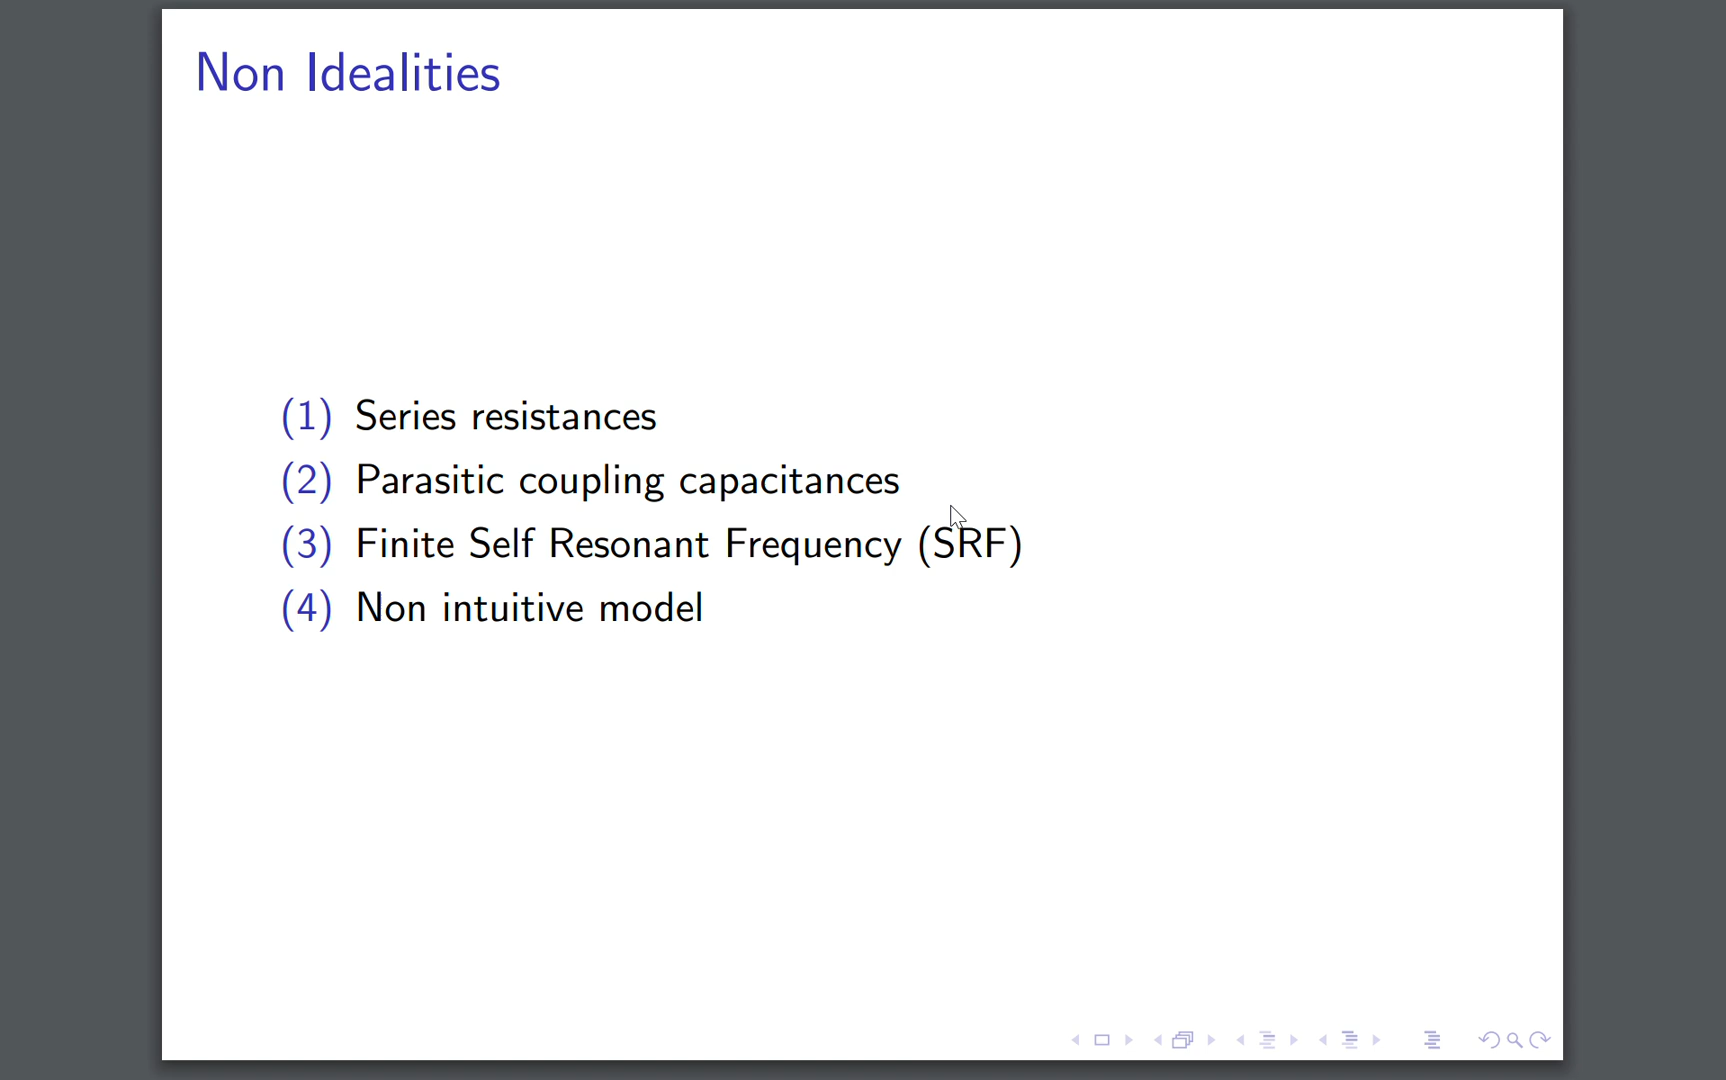 Non Idealities
(1) Series resistances
(2) Parasitic coupling capacitances
(3) Finite Self Resonant Frequency (SRF)
(4) Non intuitive model